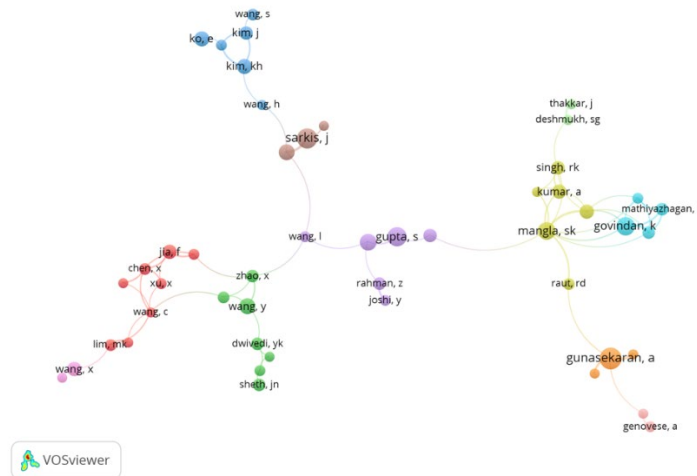 wang, s
ko, e
kim, j
kim, kh
wang, h
sarkis, j
thakkar, j
deshmukh, sg
singh, rk
kumar, a
mathiyazhagan,
govindan, k
mangla, sk
wang, l
gupta, s
jia, f
chen, x
xu, x
zhao, x
rahman, z
joshi, y
raut, rd
wang, c
wang, y
lim, mk
dwivedi, yk
gunasekaran, a
wang, x
sheth, jn
genovese, a
VOSviewer